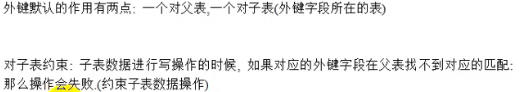 外键默认的作用有两点: 一个对父表,一个对子表(外键字段所在的表)
对子表约束: 子表数据进行写操作的时候, 如果对应的外键字段在父表找不到对应的匹配:
那么操作会失败.(约束子表数据操作)